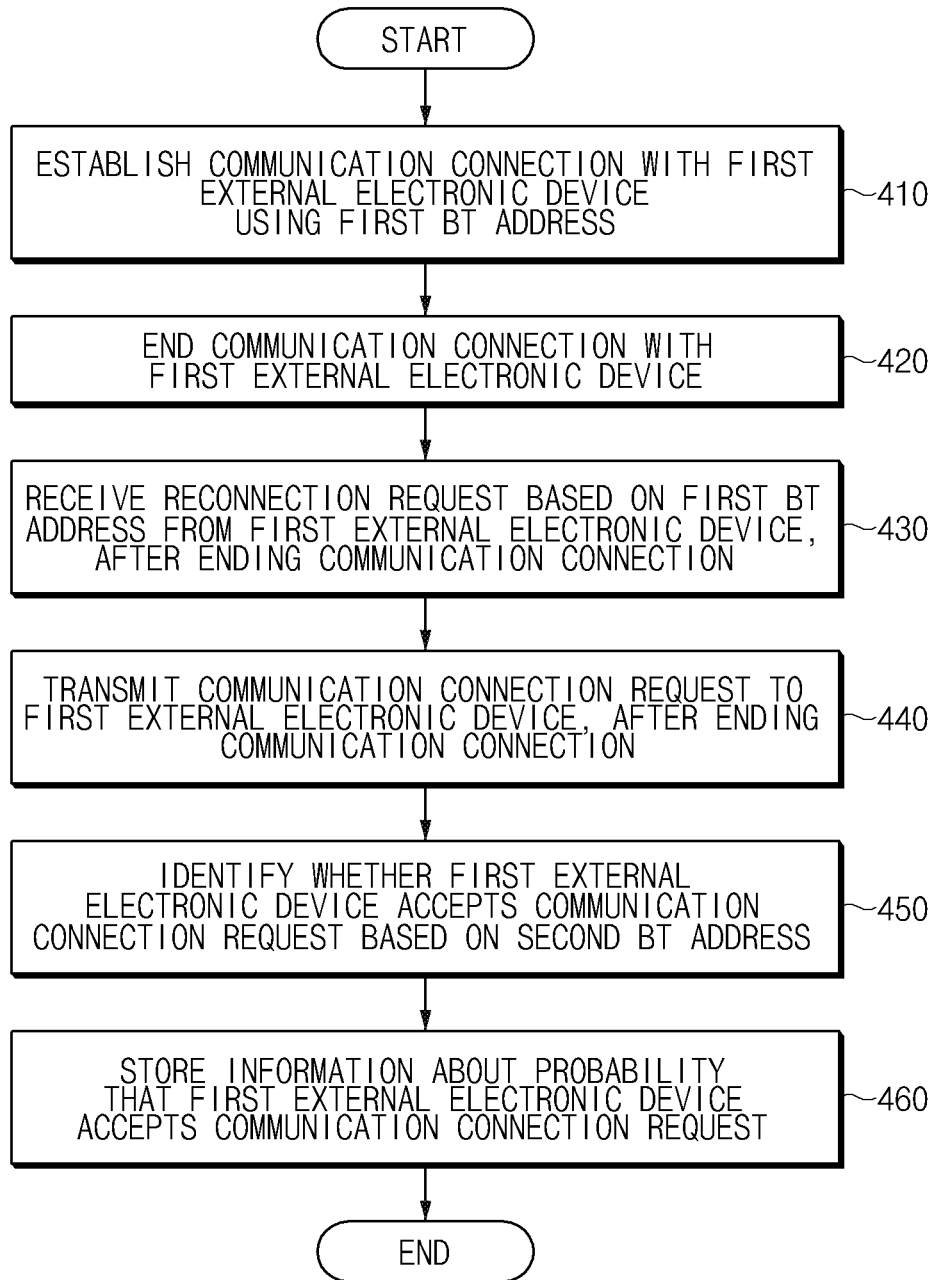 START
ESTABLISH COMMUNICATION CONNECTION WITH FIRST
EXTERNAL ELECTRONIC DEVICE
USING FIRST BT ADDRESS
410
END COMMUNICATION CONNECTION WITH
FIRST EXTERNAL ELECTRONIC DEVICE
420
RECEIVE RECONNECTION REQUEST BASED ON FIRST BT
ADDRESS FROM FIRST EXTERNAL ELECTRONIC DEVICE,
AFTER ENDING COMMUNICATION CONNECTION
430
TRANSMIT COMMUNICATION CONNECTION REQUEST TO
FIRST EXTERNAL ELECTRONIC DEVICE, AFTER ENDING
COMMUNICATION CONNECTION
440
IDENTIFY WHETHER FIRST EXTERNAL
ELECTRONIC DEVICE ACCEPTS COMMUNICATION
CONNECTION REQUEST BASED ON SECOND BT ADDRESS
450
STORE INFORMATION ABOUT PROBABILITY
THAT FIRST EXTERNAL ELECTRONIC DEVICE
ACCEPTS COMMUNICATION CONNECTION REQUEST
460
END